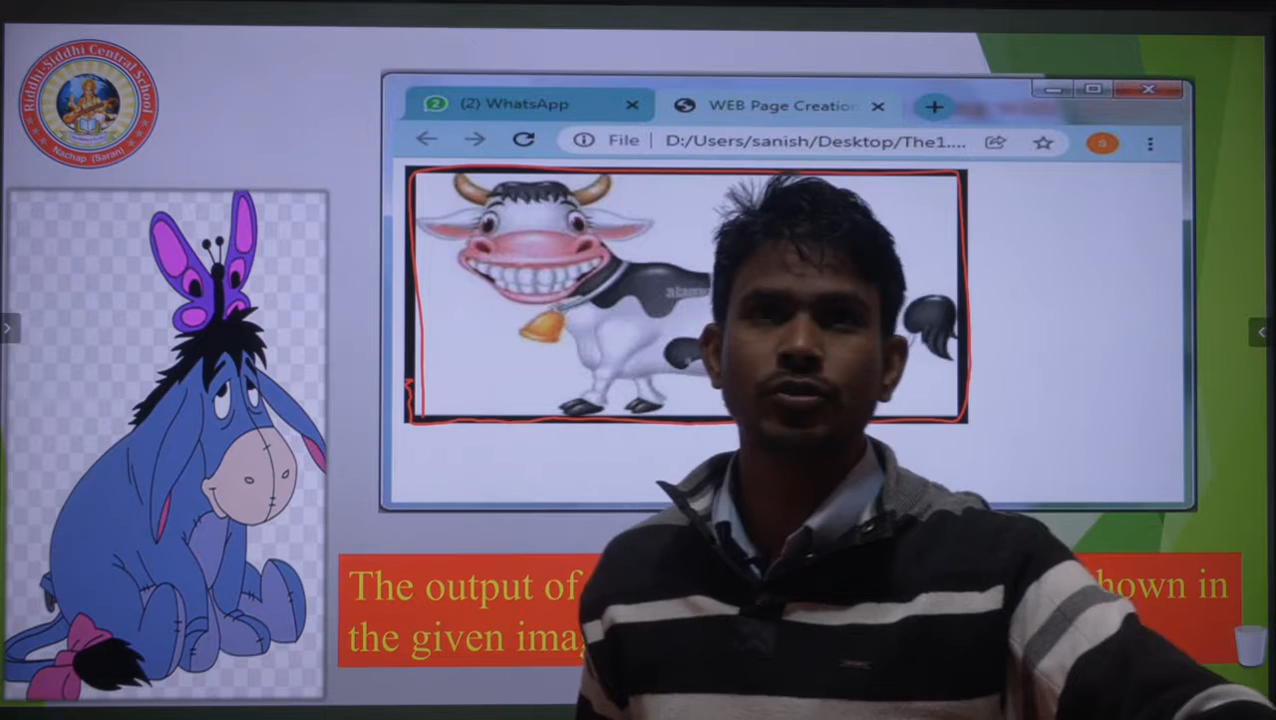 Riddhi-Siddhi Central School
Nachap (Saran)
(2) WhatsApp
WEB Page Creation
File
D:/Users/sanish/Desktop/The1....
The output of
hown in
the given ima